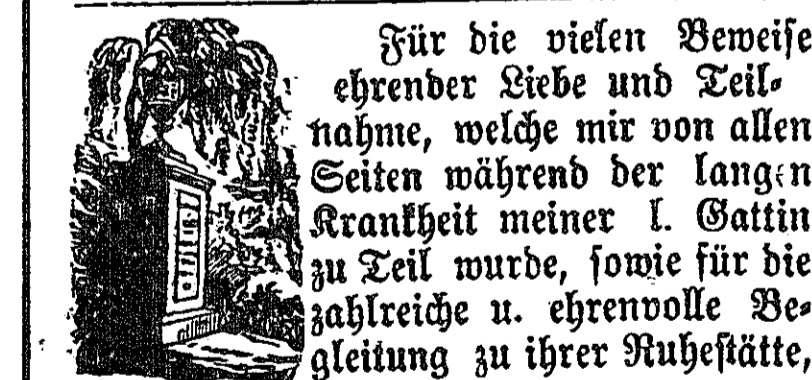 Für die vielen Beweise
ehrender Liebe und Teil-
nahme, welche mir von allen
Seiten während der langen
Krankheit meiner l. Gattin
zu Teil wurde, sowie für die
zahlreiche u. ehrenvolle Be-
gleitung zu ihrer Ruhestätte,